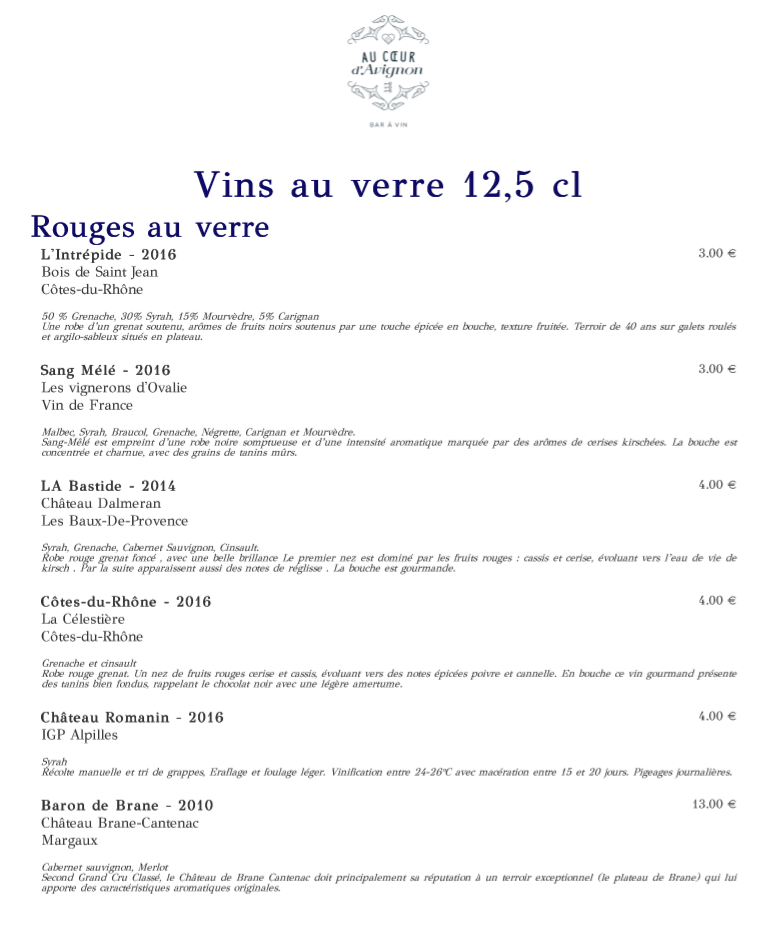 AU CŒUR
d'Avignon
BAR À VIN
Vins au verre 12,5 cl
Rouges au verre
L'Intrépide - 2016 3.00 €
Bois de Saint Jean
Côtes-du-Rhône
50 % Grenache, 30% Syrah, 15% Mourvèdre, 5% Carignan
Une robe d'un grenat soutenu, arômes de fruits noirs soutenus par une touche épicée en bouche, texture fruitée. Terroir de 40 ans sur galets roulés
et argilo-sableux situés en plateau.
Sang Mélé - 2016 3.00 €
Les vignerons d'Ovalie
Vin de France
Malbec, Syrah, Braucol, Grenache, Négrette, Carignan et Mourvèdre.
Sang-Mêlé est empreint d'une robe noire somptueuse et d'une intensité aromatique marquée par des arômes de cerises kirschées. La bouche est
concentrée et charnue, avec des grains de tanins mûrs.
LA Bastide - 2014 4.00 €
Château Dalmeran
Les Baux-De-Provence
Syrah, Grenache, Cabernet Sauvignon, Cinsault.
Robe rouge grenat foncé , avec une belle brillance Le premier nez est dominé par les fruits rouges : cassis et cerise, évoluant vers l'eau de vie de
kirsch . Par la suite apparaissent aussi des notes de réglisse . La bouche est gourmande.
Côtes-du-Rhône - 2016 4.00 €
La Célestière
Côtes-du-Rhône
Grenache et cinsault
Robe rouge grenat. Un nez de fruits rouges cerise et cassis, évoluant vers des notes épicées poivre et cannelle. En bouche ce vin gourmand présente
des tanins bien fondus, rappelant le chocolat noir avec une légère amertume.
Château Romanin - 2016 4.00 €
IGP Alpilles
Syrah
Récolte manuelle et tri de grappes, Eraflage et foulage léger. Vinification entre 24-26°C avec macération entre 15 et 20 jours. Pigeages journalières.
Baron de Brane - 2010 13.00 €
Château Brane-Cantenac
Margaux
Cabernet sauvignon, Merlot
Second Grand Cru Classé, le Château de Brane Cantenac doit principalement sa réputation à un terroir exceptionnel (le plateau de Brane) qui lui
apporte des caractéristiques aromatiques originales.